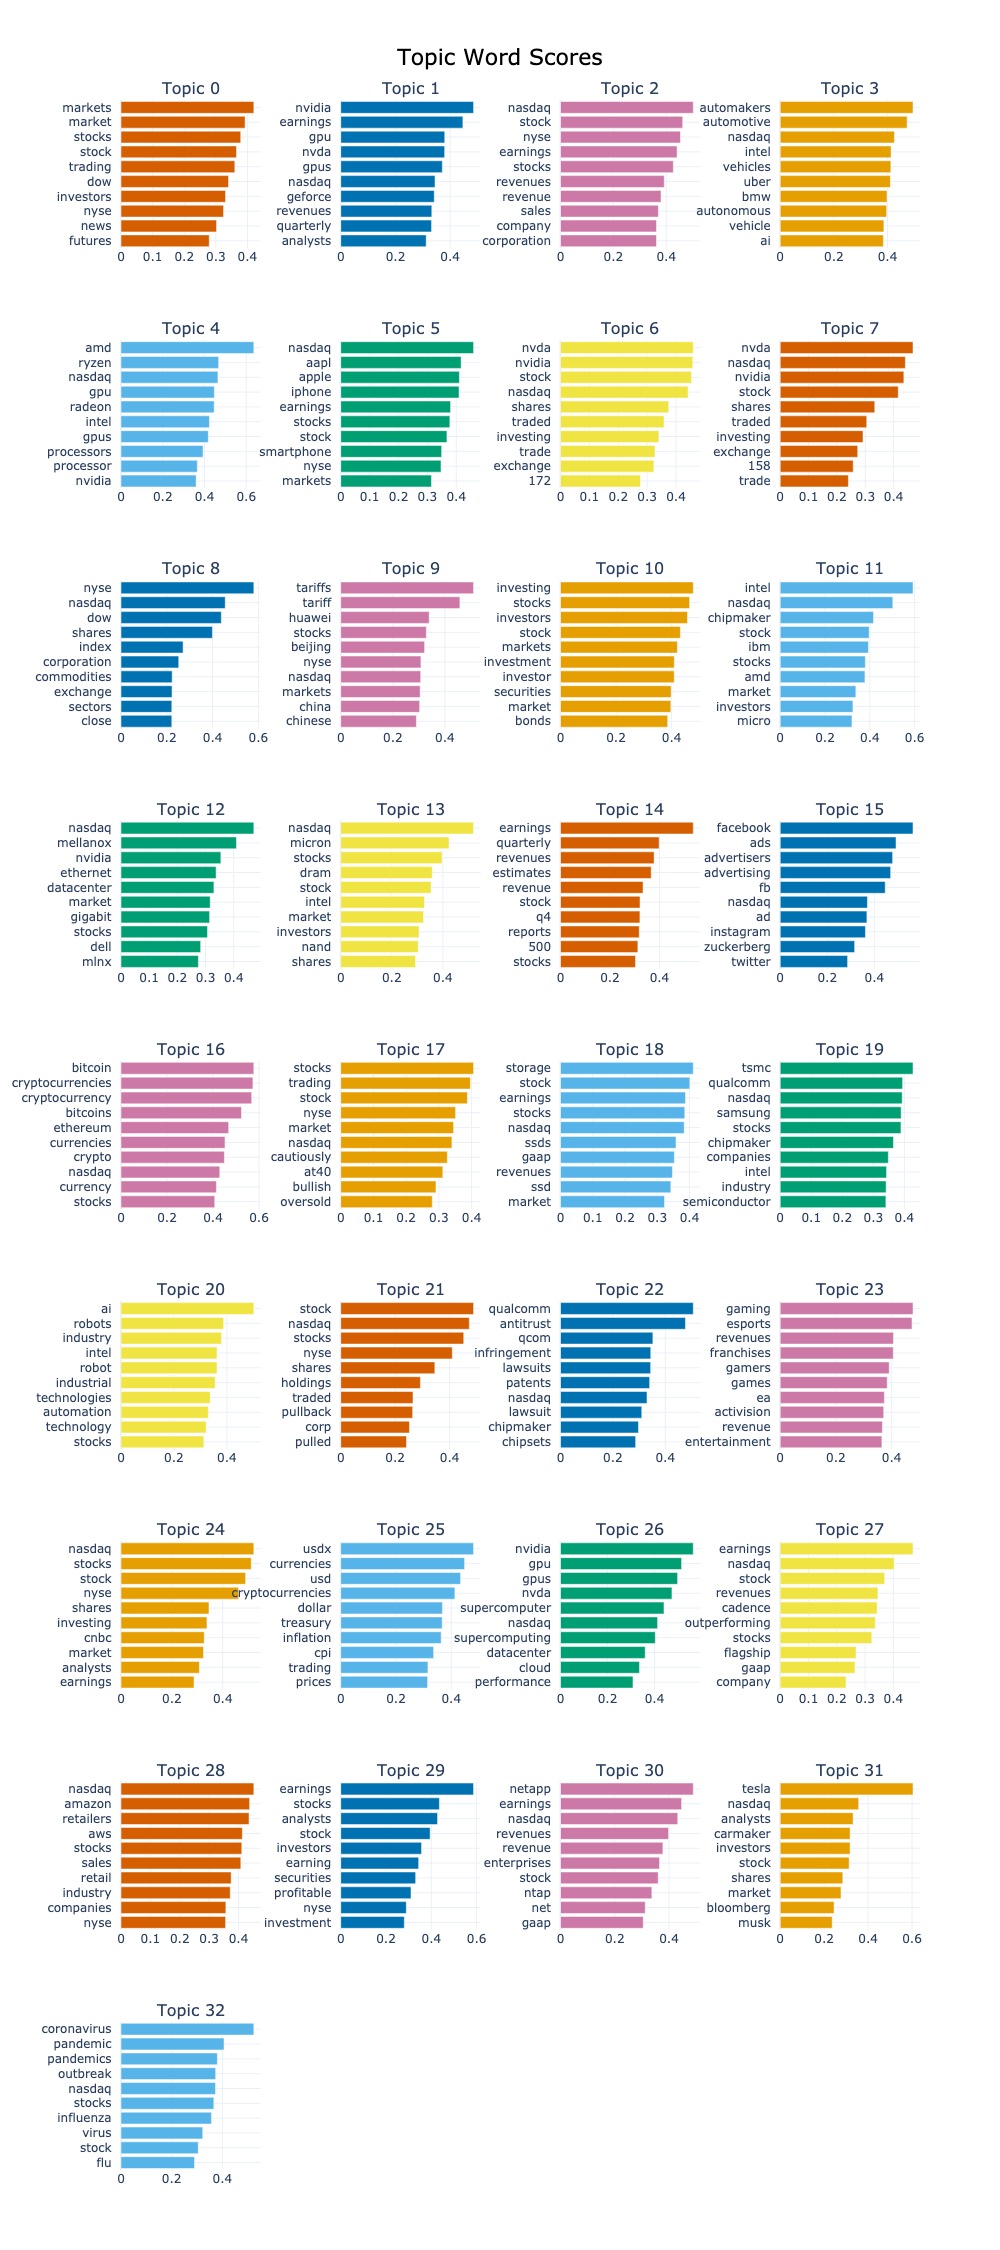 Topic Word Scores
Topic 0
markets
market
stocks
stock
trading
dow
investors
nyse
news
futures
0 0.1 0.2 0.3 0.4
Topic 1
nvidia
earnings
gpu
nvda
gpus
nasdaq
geforce
revenues
quarterly
analysts
0 0.2 0.4
Topic 2
nasdaq
stock
nyse
earnings
stocks
revenues
revenue
sales
company
corporation
0 0.2 0.4
Topic 3
automakers
automotive
nasdaq
intel
vehicles
uber
bmw
autonomous
vehicle
ai
0 0.2 0.4
Topic 4
amd
ryzen
nasdaq
gpu
radeon
intel
gpus
processors
processor
nvidia
0 0.2 0.4 0.6
Topic 5
nasdaq
aapl
apple
iphone
earnings
stocks
stock
smartphone
nyse
markets
0 0.1 0.2 0.3 0.4
Topic 6
nvda
nvidia
stock
nasdaq
shares
traded
investing
trade
exchange
172
0 0.1 0.2 0.3 0.4
Topic 7
nvda
nasdaq
nvidia
stock
shares
traded
investing
exchange
158
trade
0 0.1 0.2 0.3 0.4
Topic 8
nyse
nasdaq
dow
shares
index
corporation
commodities
exchange
sectors
close
0 0.2 0.4 0.6
Topic 9
tariffs
tariff
huawei
stocks
beijing
nyse
nasdaq
markets
china
chinese
0 0.2 0.4
Topic 10
investing
stocks
investors
stock
markets
investment
investor
securities
market
bonds
0 0.2 0.4
Topic 11
intel
nasdaq
chipmaker
stock
ibm
stocks
amd
market
investors
micro
0 0.2 0.4 0.6
Topic 12
nasdaq
mellanox
nvidia
ethernet
datacenter
market
gigabit
stocks
dell
mlnx
0 0.1 0.2 0.3 0.4
Topic 13
nasdaq
micron
stocks
dram
stock
intel
market
investors
nand
shares
0 0.2 0.4
Topic 14
earnings
quarterly
revenues
estimates
revenue
stock
q4
reports
500
stocks
0 0.2 0.4
Topic 15
facebook
ads
advertisers
advertising
fb
nasdaq
ad
instagram
zuckerberg
twitter
0 0.2 0.4
Topic 16
bitcoin
cryptocurrencies
cryptocurrency
bitcoins
ethereum
currencies
crypto
nasdaq
currency
stocks
0 0.2 0.4 0.6
Topic 17
stocks
trading
stock
nyse
market
nasdaq
cautiously
at40
bullish
oversold
0 0.1 0.2 0.3 0.4
Topic 18
storage
stock
earnings
stocks
nasdaq
ssds
gaap
revenues
ssd
market
0 0.1 0.2 0.3 0.4
Topic 19
tsmc
qualcomm
nasdaq
samsung
stocks
chipmaker
companies
intel
industry
semiconductor
0 0.1 0.2 0.3 0.4
Topic 20
ai
robots
industry
intel
robot
industrial
technologies
automation
technology
stocks
0 0.2 0.4
Topic 21
stock
nasdaq
stocks
nyse
shares
holdings
traded
pullback
corp
pulled
0 0.2 0.4
Topic 22
qualcomm
antitrust
qcom
infringement
lawsuits
patents
nasdaq
lawsuit
chipmaker
chipsets
0 0.2 0.4
Topic 23
gaming
esports
revenues
franchises
gamers
games
ea
activision
revenue
entertainment
0 0.2 0.4
Topic 24
nasdaq
stocks
stock
nyse
shares
investing
cnbc
market
analysts
earnings
0 0.2 0.4
Topic 25
usdx
currencies
usd
cryptocurrencies
dollar
treasury
inflation
cpi
trading
prices
0 0.2 0.4
Topic 26
nvidia
gpu
gpus
nvda
supercomputer
nasdaq
supercomputing
datacenter
cloud
performance
0 0.2 0.4
Topic 27
earnings
nasdaq
stock
revenues
cadence
outperforming
stocks
flagship
gaap
company
0 0.1 0.2 0.3 0.4
Topic 28
nasdaq
amazon
retailers
aws
stocks
sales
retail
industry
companies
nyse
0 0.1 0.2 0.3 0.4
Topic 29
earnings
stocks
analysts
stock
investors
earning
securities
profitable
nyse
investment
0 0.2 0.4 0.6
Topic 30
netapp
earnings
nasdaq
revenues
revenue
enterprises
stock
ntap
net
gaap
0 0.2 0.4
Topic 31
tesla
nasdaq
analysts
carmaker
investors
stock
shares
market
bloomberg
musk
0 0.2 0.4 0.6
Topic 32
coronavirus
pandemic
pandemics
outbreak
nasdaq
stocks
influenza
virus
stock
flu
0 0.2 0.4